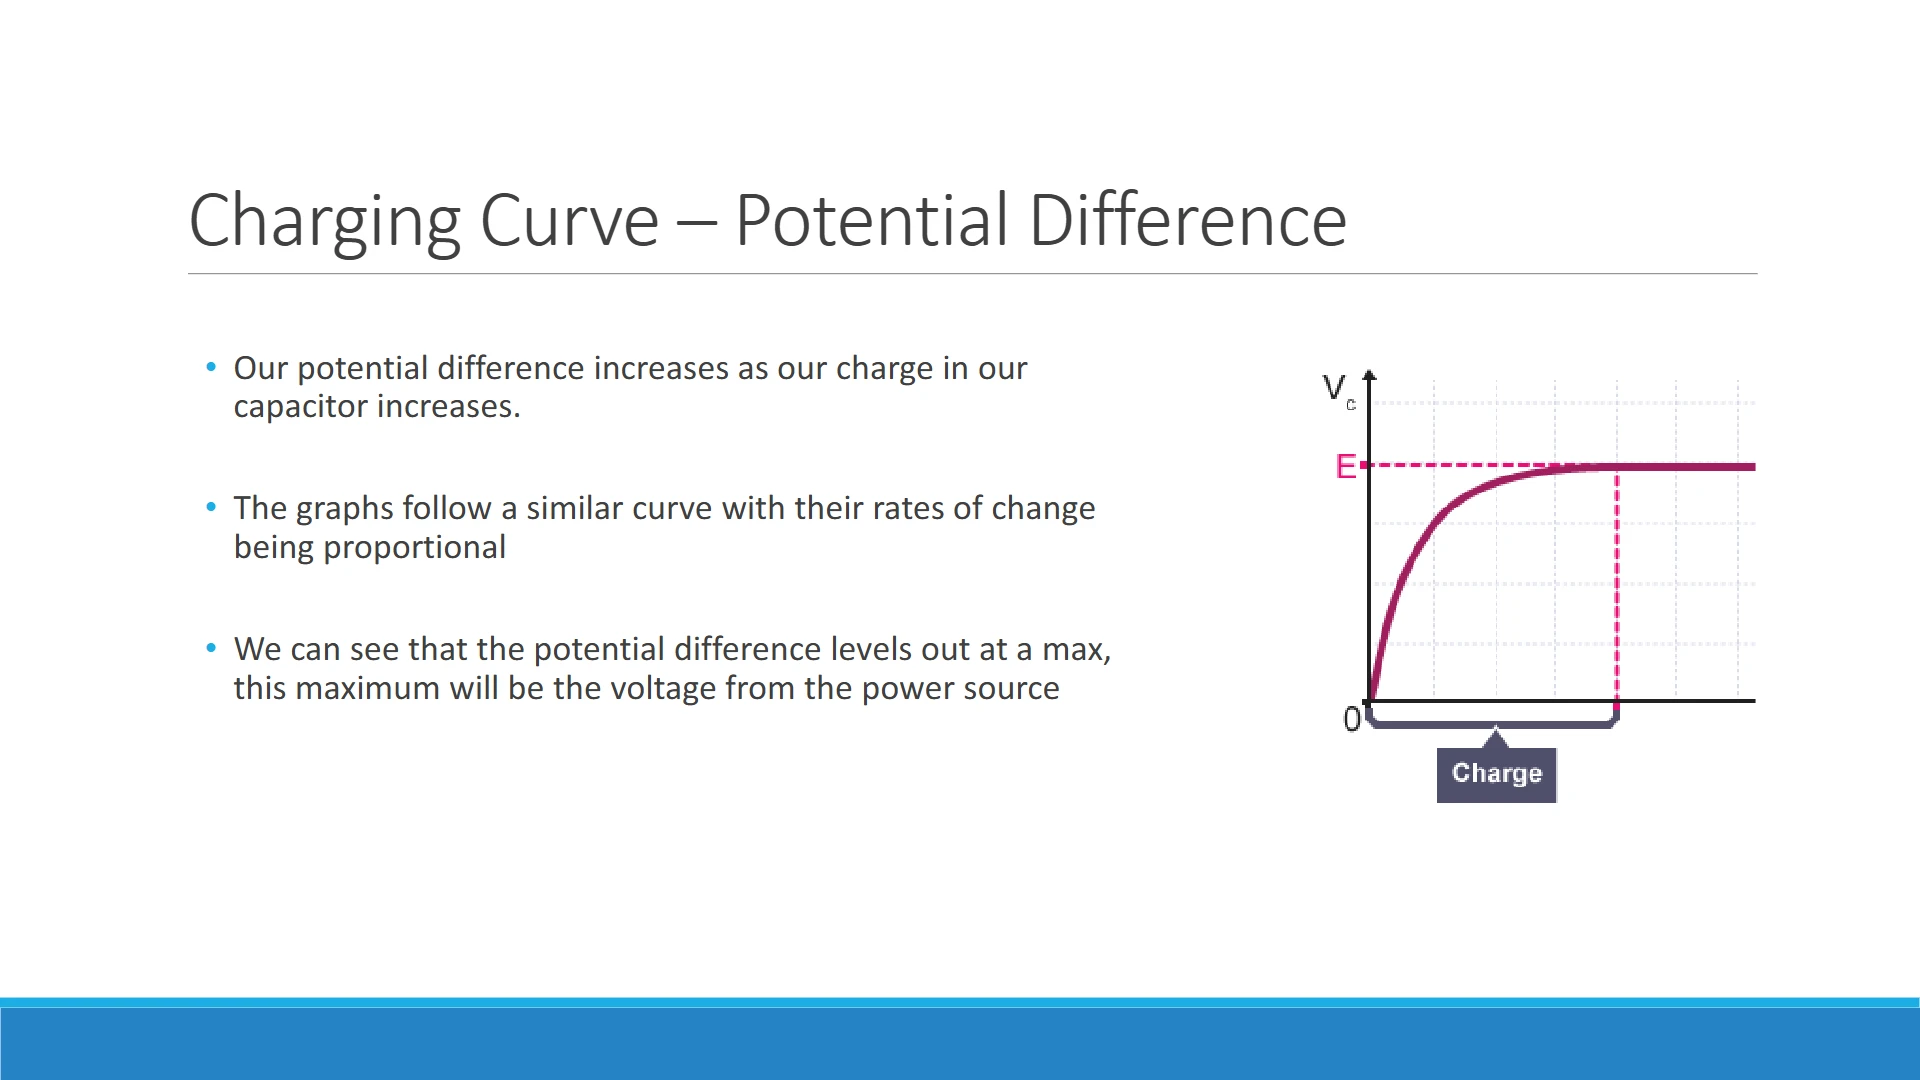 Charging Curve – Potential Difference
• Our potential difference increases as our charge in our
capacitor increases.
• The graphs follow a similar curve with their rates of change
being proportional
• We can see that the potential difference levels out at a max,
this maximum will be the voltage from the power source
Vc
E
0
Charge